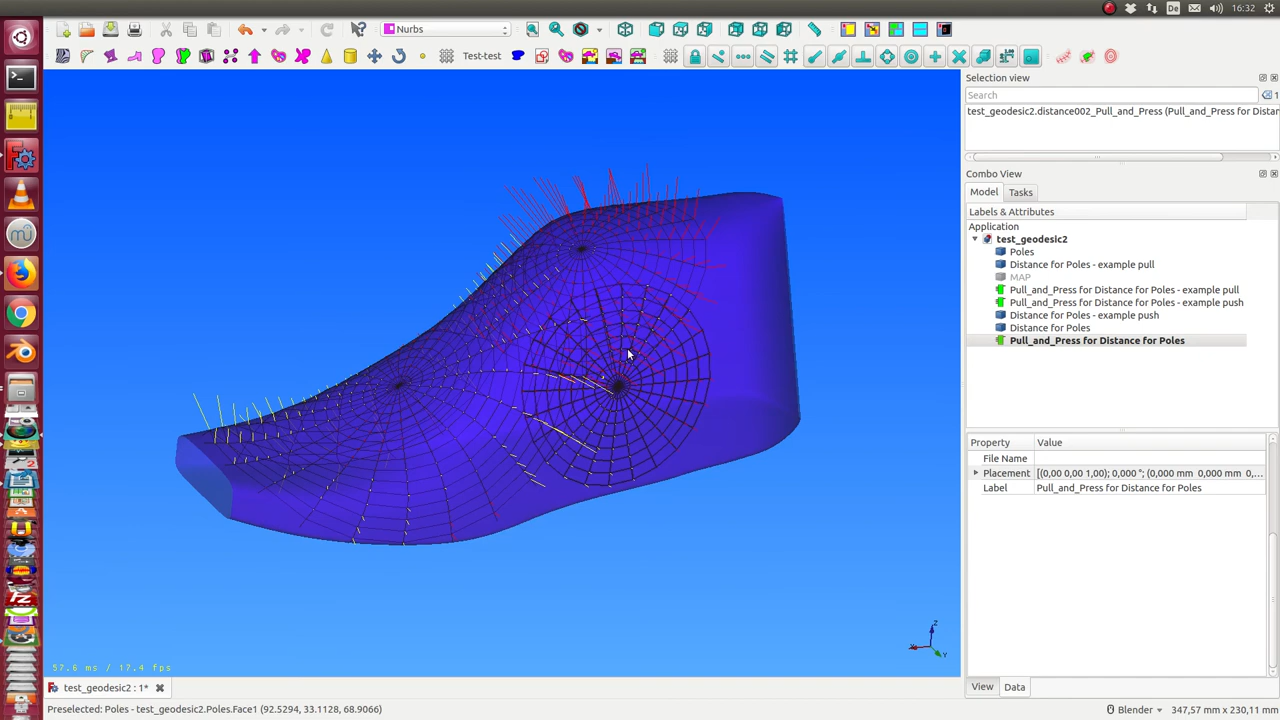 De
16:32
Nurbs
Test-test
Selection view
Search
1
test_geodesic2.distance002_Pull_and_Press (Pull_and_Press for Distan
Combo View
Model
Tasks
Labels & Attributes
Application
test_geodesic2
Poles
Distance for Poles - example pull
MAP
Pull_and_Press for Distance for Poles - example pull
Pull_and_Press for Distance for Poles - example push
Distance for Poles - example push
Distance for Poles
Pull_and_Press for Distance for Poles
Property
Value
File Name
Placement
[(0,00 0,00 1,00); 0,000 °; (0,000 mm 0,000 mm 0,...
Label
Pull_and_Press for Distance for Poles
Z
Y
57.6 ms / 17.4 fps
View
Data
test_geodesic2 : 1*
Preselected: Poles - test_geodesic2.Poles.Face1 (92.5294, 33.1128, 68.9066)
Blender
347,57 mm x 230,11 mm